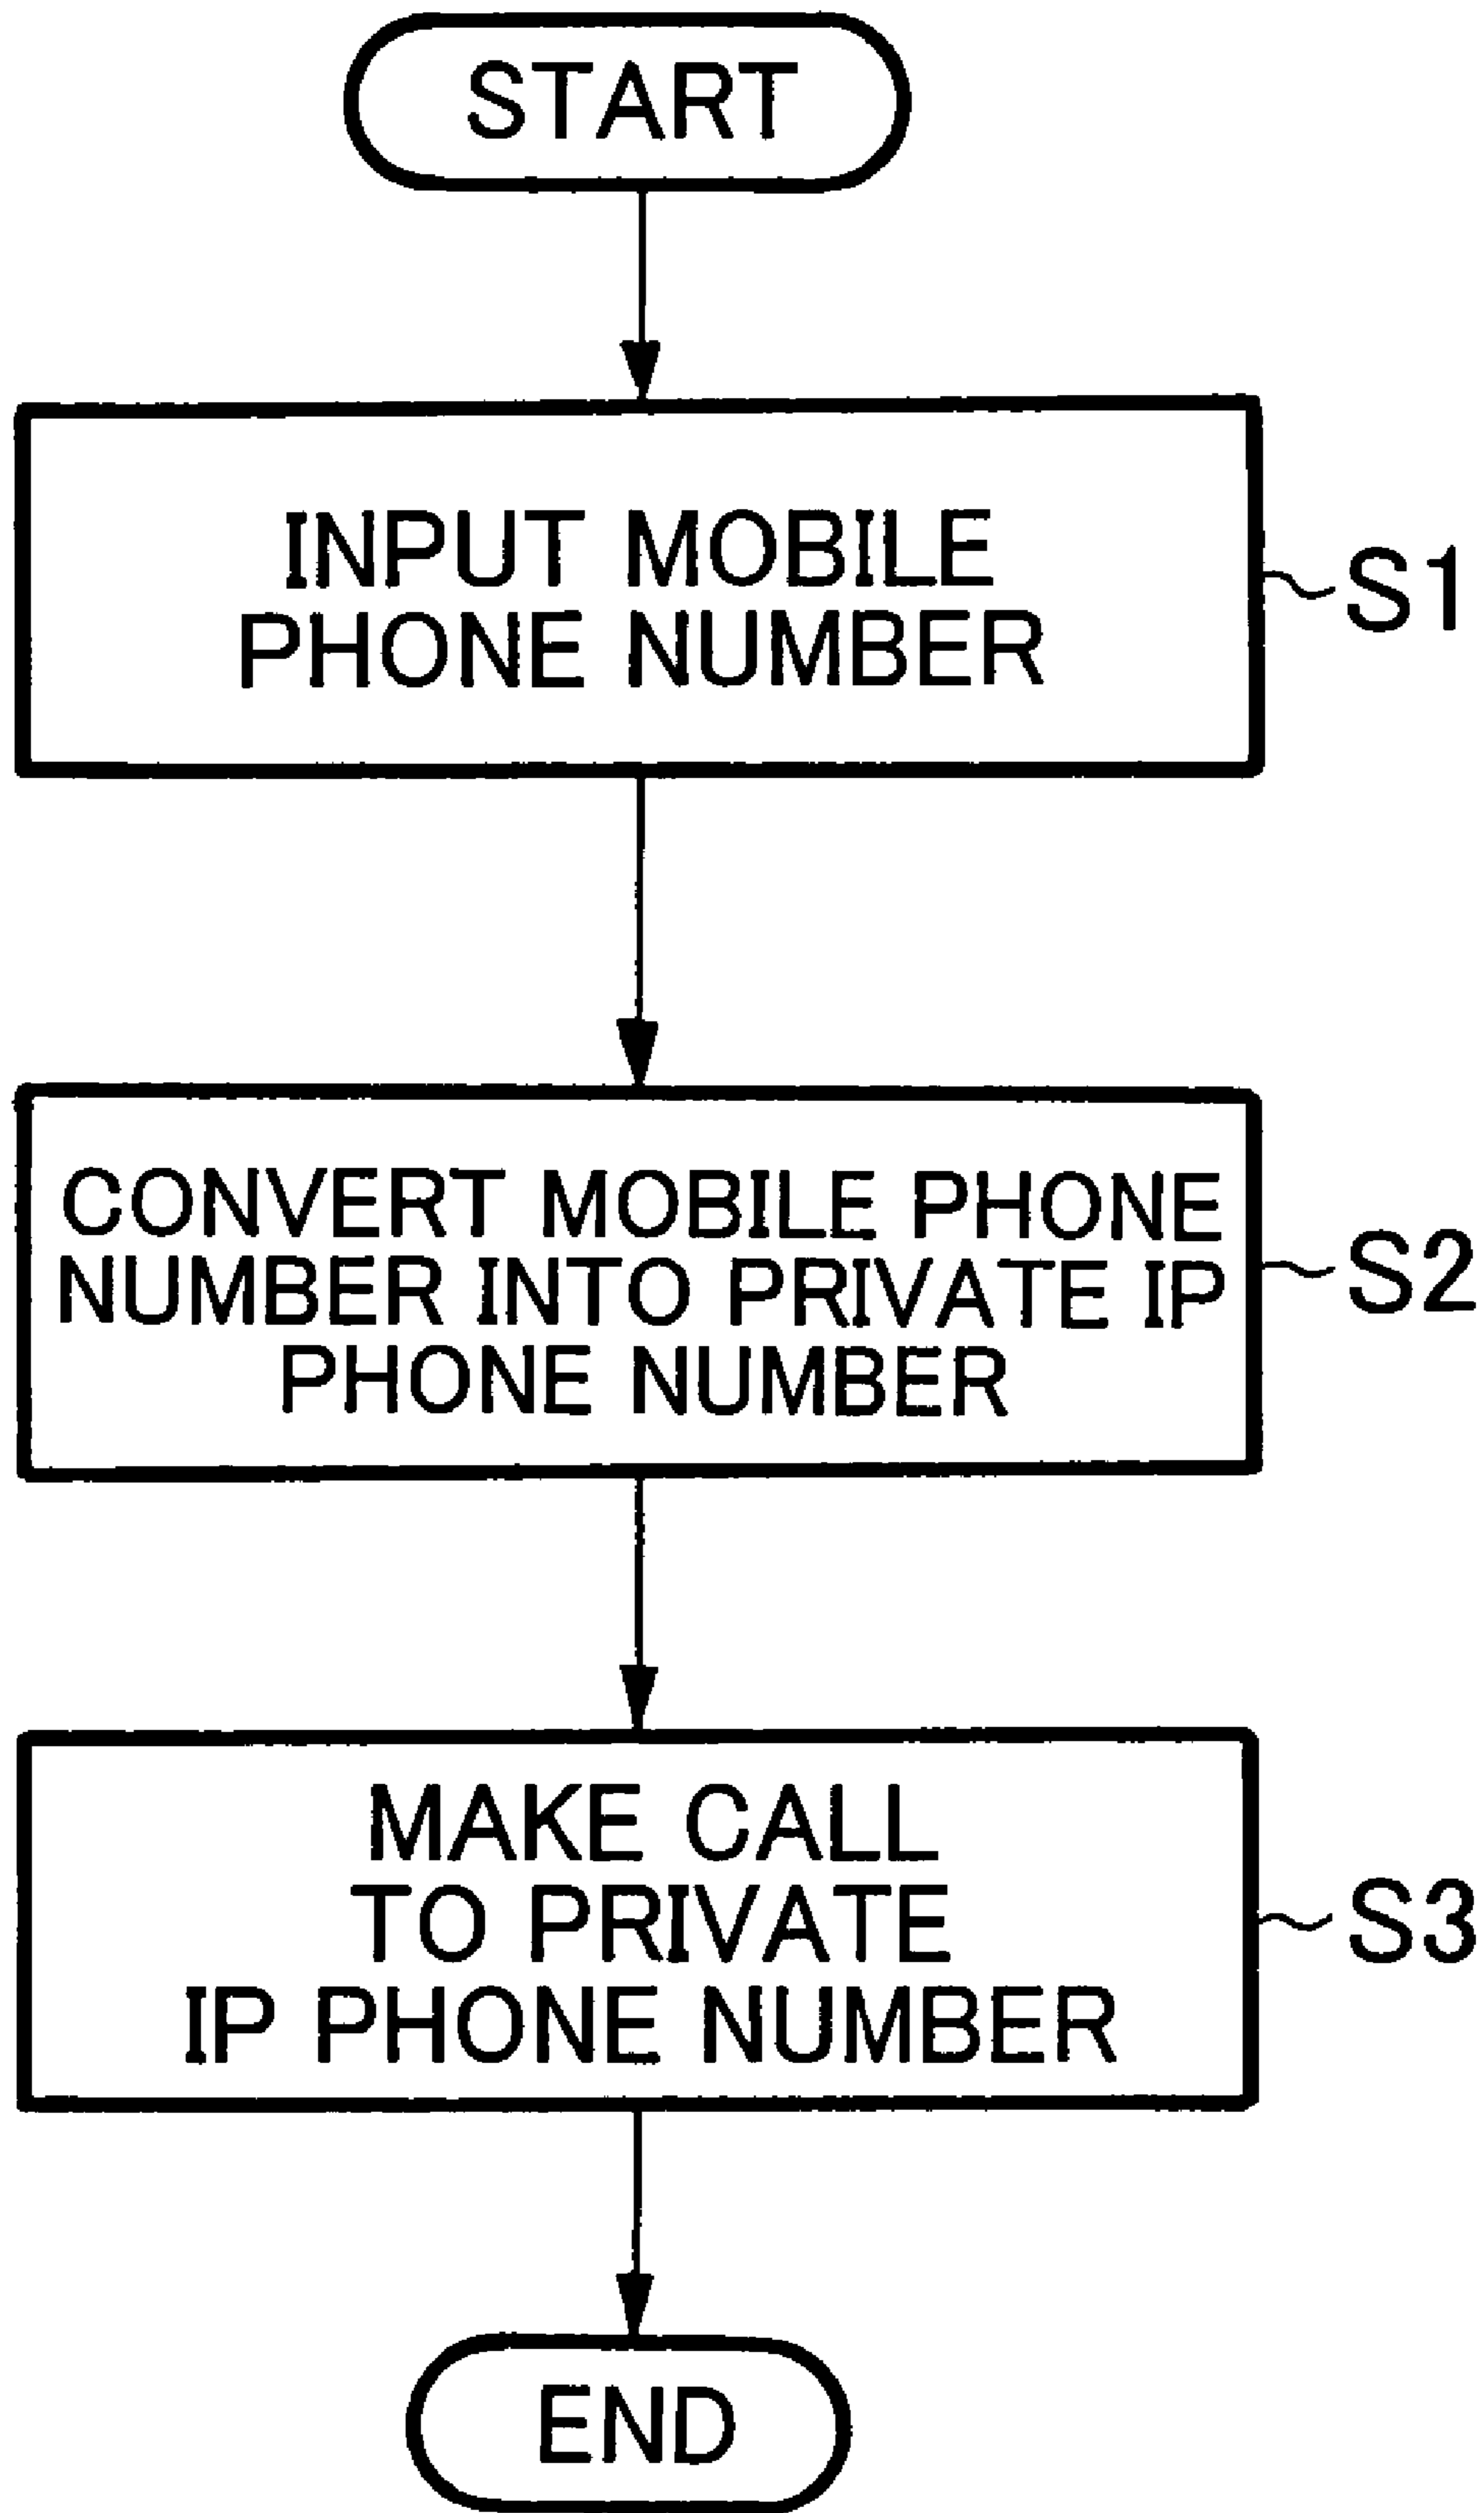 START
INPUT MOBILE
PHONE NUMBER
S1
CONVERT MOBILE PHONE
NUMBER INTO PRIVATE IP
PHONE NUMBER
S2
MAKE CALL
TO PRIVATE
IP PHONE NUMBER
S3
END